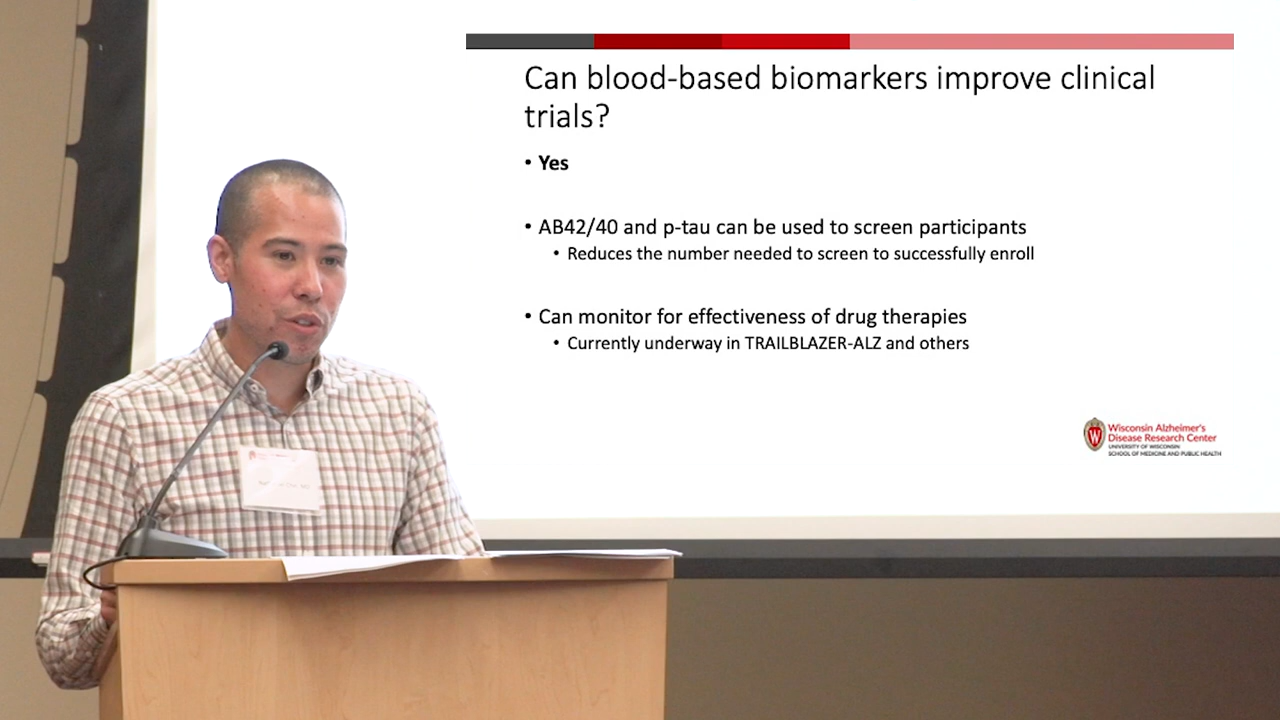 Can blood-based biomarkers improve clinical
trials?
• Yes
• AB42/40 and p-tau can be used to screen participants
• Reduces the number needed to screen to successfully enroll
• Can monitor for effectiveness of drug therapies
• Currently underway in TRAILBLAZER-ALZ and others
W
Wisconsin Alzheimer's
Disease Research Center
UNIVERSITY OF WISCONSIN
SCHOOL OF MEDICINE AND PUBLIC HEALTH